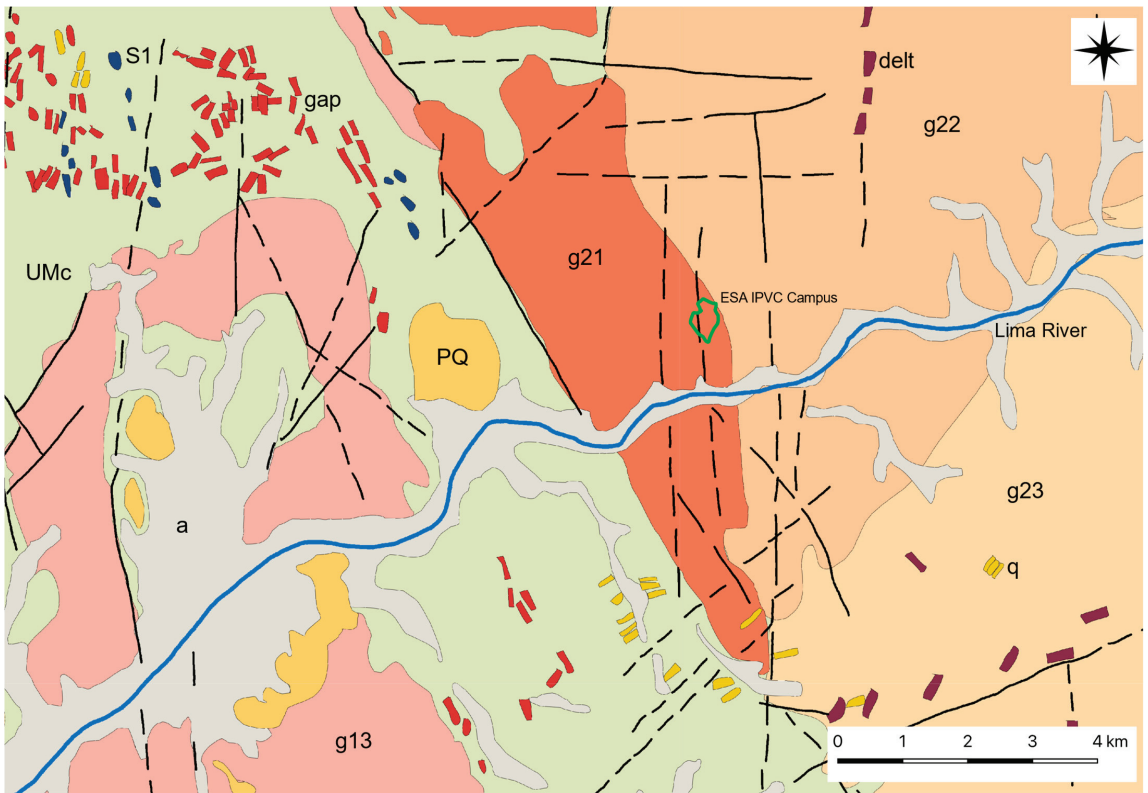 S1
delt
gap
g22
g21
UMc
ESA IPVC Campus
Lima River
PQ
g23
a
q
g13
0 1 2 3 4 km